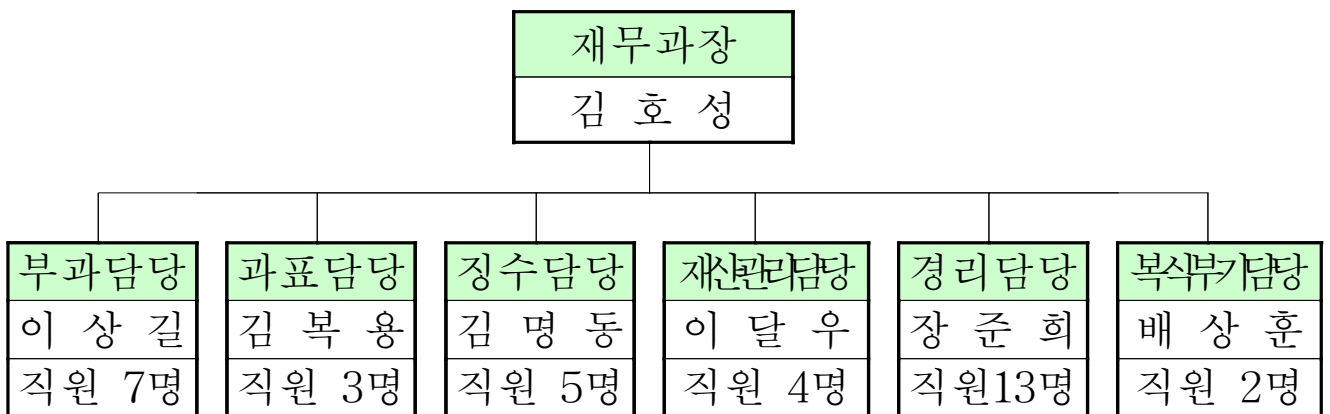 재무과장
김 호 성
부과담당 과표담당 징수담당 재산관리담당 경리담당 복식부기담당
이 상 길 김 복 용 김 명 동 이 달 우 장 준 희 배 상 훈
직원 7명 직원 3명 직원 5명 직원 4명 직원13명 직원 2명